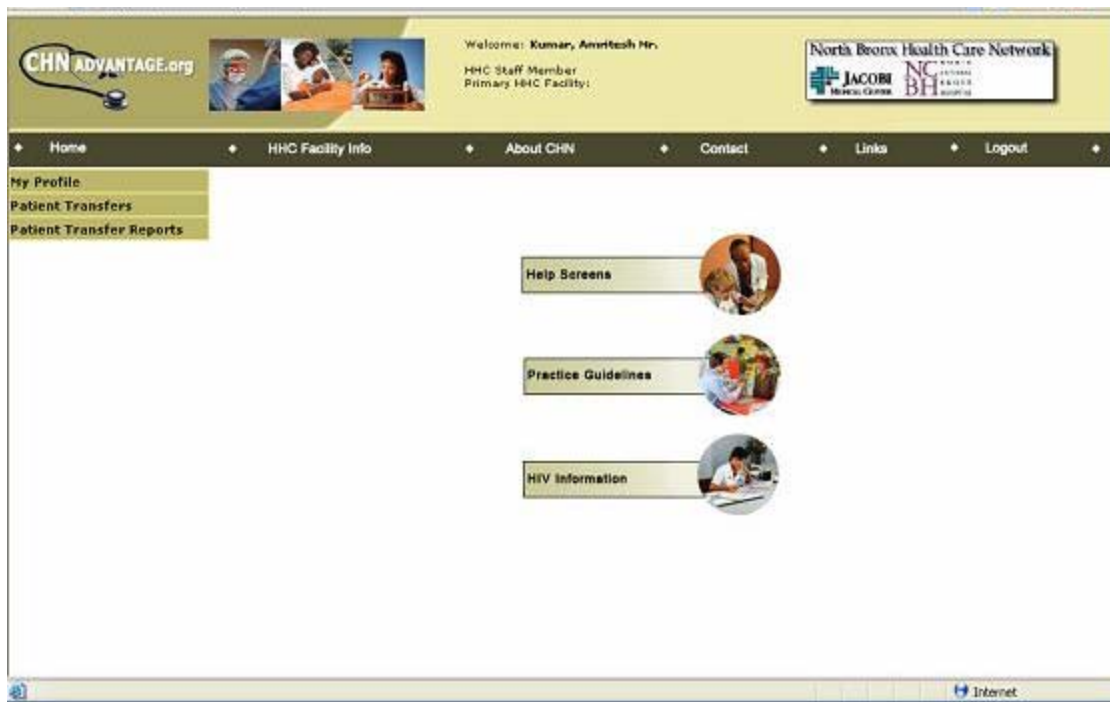 CHN ADVANTAGE.org
Welcome: Kumar, Amritesh Mr.
HHC Staff Member
Primary HHC Facility:
North Bronx Health Care Network
JACOBI
MEDICAL CENTER
NC
BH
Home
HHC Facility Info
About CHN
Contact
Links
Logout
My Profile
Patient Transfers
Patient Transfer Reports
Help Screens
Practice Guidelines
HIV Information
Internet